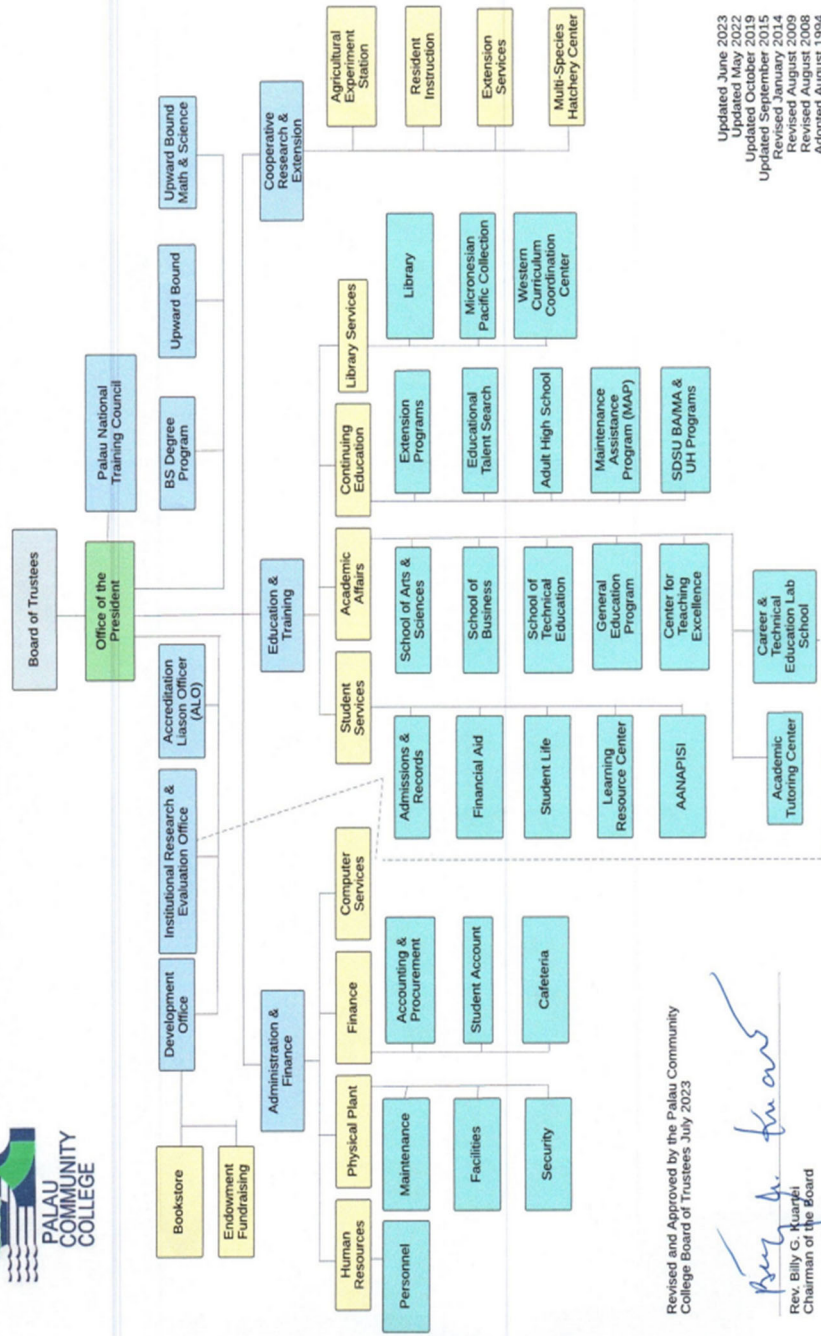 PALAU
COMMUNITY
COLLEGE
Board of Trustees
Office of the
President
Palau National
Training Council
Development
Office
Institutional Research &
Evaluation Office
Accreditation
Liason Officer
(ALO)
BS Degree
Program
Upward Bound
Upward Bound
Math & Science
Bookstore
Endowment
Fundraising
Administration &
Finance
Education &
Training
Cooperative
Research &
Extension
Human
Resources
Physical Plant
Finance
Computer
Services
Student
Services
Academic
Affairs
Continuing
Education
Library Services
Agricultural
Experiment
Station
Resident
Instruction
Extension
Services
Multi-Species
Hatchery Center
Personnel
Maintenance
Facilities
Security
Accounting &
Procurement
Student Account
Cafeteria
Admissions &
Records
Financial Aid
Student Life
Learning
Resource Center
AANAPISI
School of Arts &
Sciences
School of
Business
School of
Technical
Education
General
Education
Program
Center for
Teaching
Excellence
Academic
Tutoring Center
Career &
Technical
Education Lab
School
Extension
Programs
Educational
Talent Search
Adult High School
Maintenance
Assistance
Program (MAP)
SDSU BA/MA &
UH Programs
Library
Micronesian
Pacific Collection
Western
Curriculum
Coordination
Center
Revised and Approved by the Palau Community
College Board of Trustees July 2023
Rev. Billy G. Kuartei
Chairman of the Board
Updated June 2023
Updated May 2022
Updated October 2019
Updated September 2015
Revised January 2014
Revised August 2009
Revised August 2008
Adopted August 1994